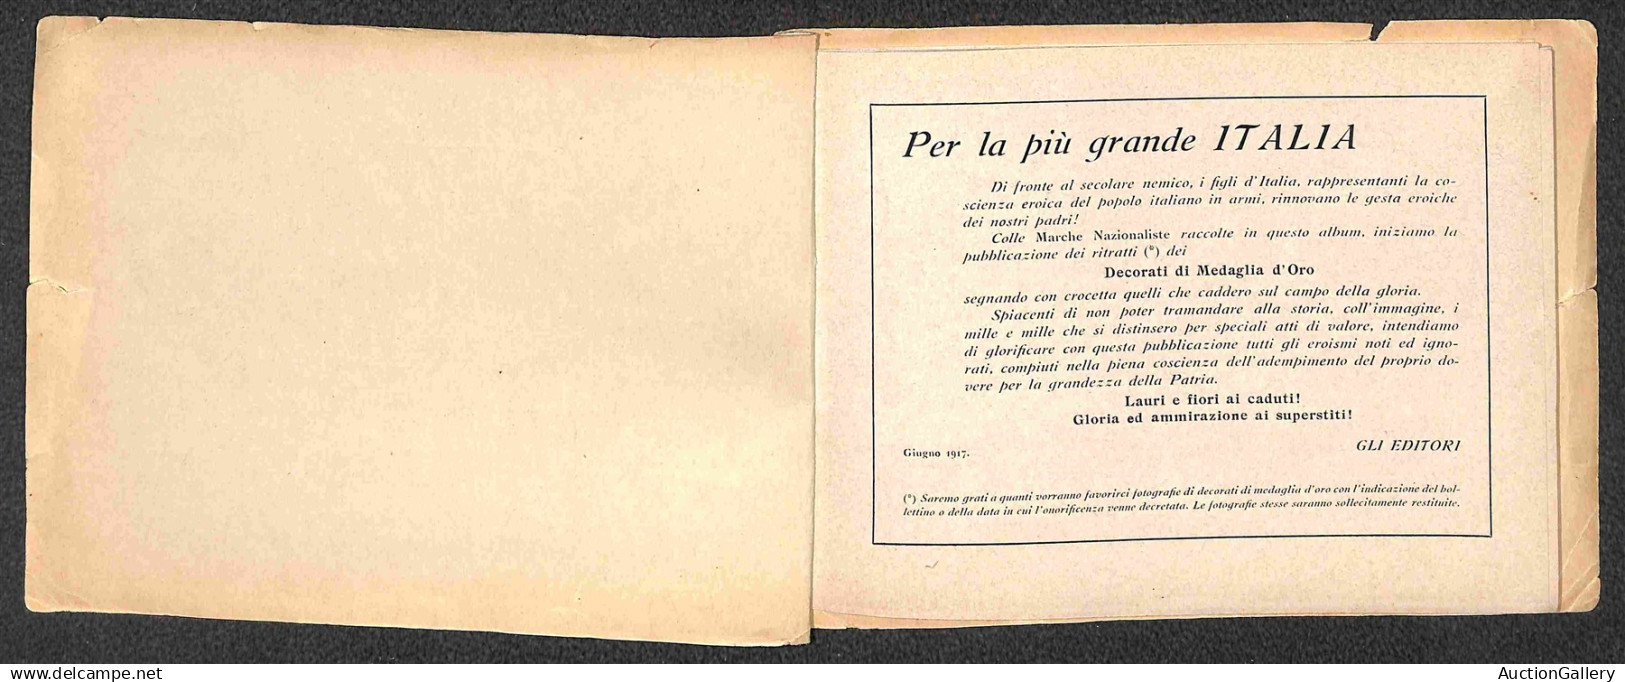 Per la più grande ITALIA
Di fronte al secolare nemico, i figli d'Italia, rappresentanti la co-
scienza eroica del popolo italiano in armi, rinnovano le gesta eroiche
dei nostri padri!
Colle Marche Nazionaliste raccolte in questo album, iniziamo la
pubblicazione dei ritratti (*) dei
Decorati di Medaglia d'Oro
segnando con crocetta quelli che caddero sul campo della gloria.
Spiacenti di non poter tramandare alla storia, coll'immagine, i
mille e mille che si distinsero per speciali atti di valore, intendiamo
di glorificare con questa pubblicazione tutti gli eroismi noti ed igno-
rati, compiuti nella piena coscienza dell'adempimento del proprio do-
vere per la grandezza della Patria.
Lauri e fiori ai caduti!
Gloria ed ammirazione ai superstiti!
GLI EDITORI
Giugno 1917.
(*) Saremo grati a quanti vorranno favorirci fotografie di decorati di medaglia d'oro con l'indicazione del bol-
lettino o della data in cui l'onorificenza venne decretata. Le fotografie stesse saranno sollecitamente restituite.
www.delcampe.net
AuctionGallery